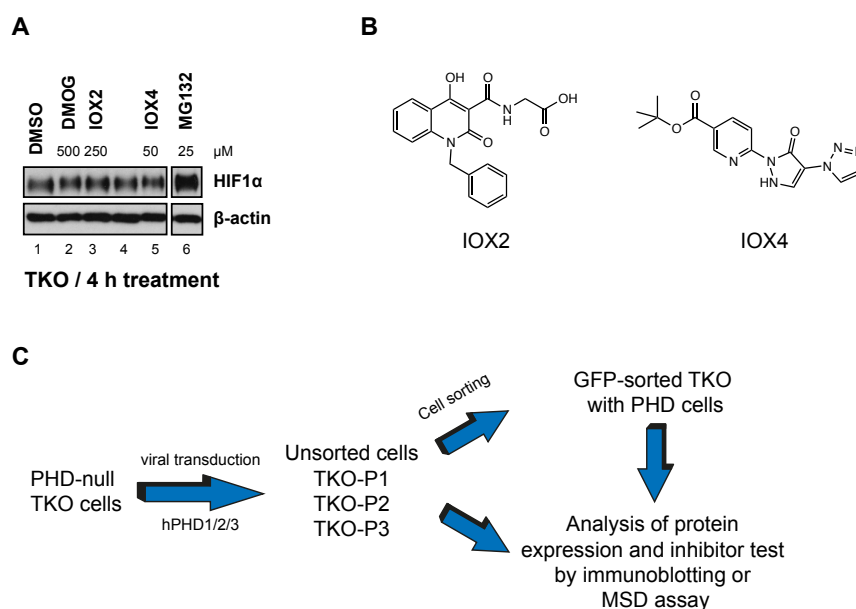 A
DMSO
DMOG
IOX2
IOX4
MG132
500 250 50 25 μM
HIF1α
β-actin
1 2 3 4 5 6
TKO / 4 h treatment
B
OH O
N
H
O
OH
N O
IOX2
O
O
N
O
N
NH
N
N
N
IOX4
C
PHD-null
TKO cells
viral transduction
hPHD1/2/3
Unsorted cells
TKO-P1
TKO-P2
TKO-P3
Cell sorting
GFP-sorted TKO
with PHD cells
Analysis of protein
expression and inhibitor test
by immunoblotting or
MSD assay